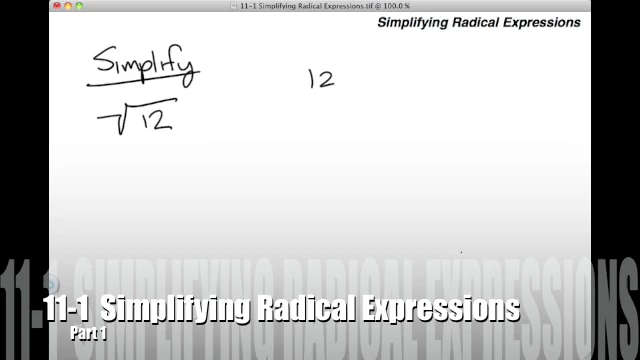 11-1 Simplifying Radical Expressions.tif @ 100.0 %
Simplifying Radical Expressions
Simplify
12
√12
11-1 SIMPLIFYING RADICAL EXPRESSIONS
11-1 Simplifying Radical Expressions
Part 1